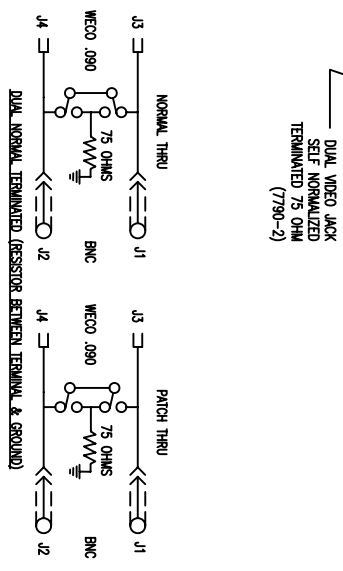 DUAL VIDEO JACK
SELF NORMALIZED
TERMINATED 75 OHM
(7790-2)
NORMAL THRU
J3
J1
WECO .090
75 OHMS
BNC
J4
J2
PATCH THRU
J3
J1
WECO .090
75 OHMS
BNC
J4
J2
DUAL NORMAL TERMINATED (RESISTOR BETWEEN TERMINAL & GROUND)